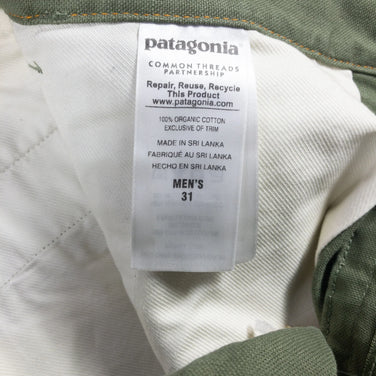 patagonia
COMMON THREADS
PARTNERSHIP
Repair, Reuse, Recycle
This Product
www.patagonia.com
100% ORGANIC COTTON
EXCLUSIVE OF TRIM
MADE IN SRI LANKA
FABRIQUÉ AU SRI LANKA
HECHO EN SRI LANKA
MEN'S
31